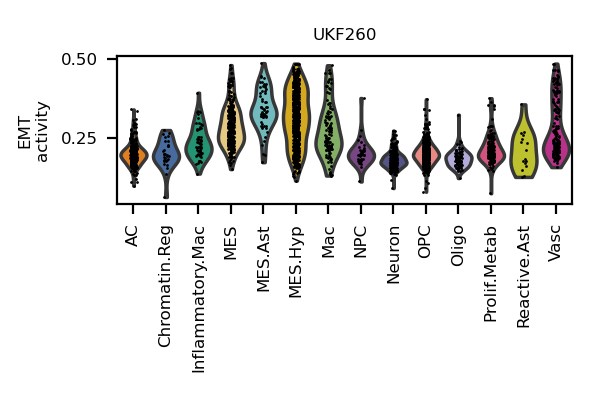 UKF260
EMT
activity
0.50
0.25
AC
Chromatin.Reg
Inflammatory.Mac
MES
MES.Ast
MES.Hyp
Mac
NPC
Neuron
OPC
Oligo
Prolif.Metab
Reactive.Ast
Vasc